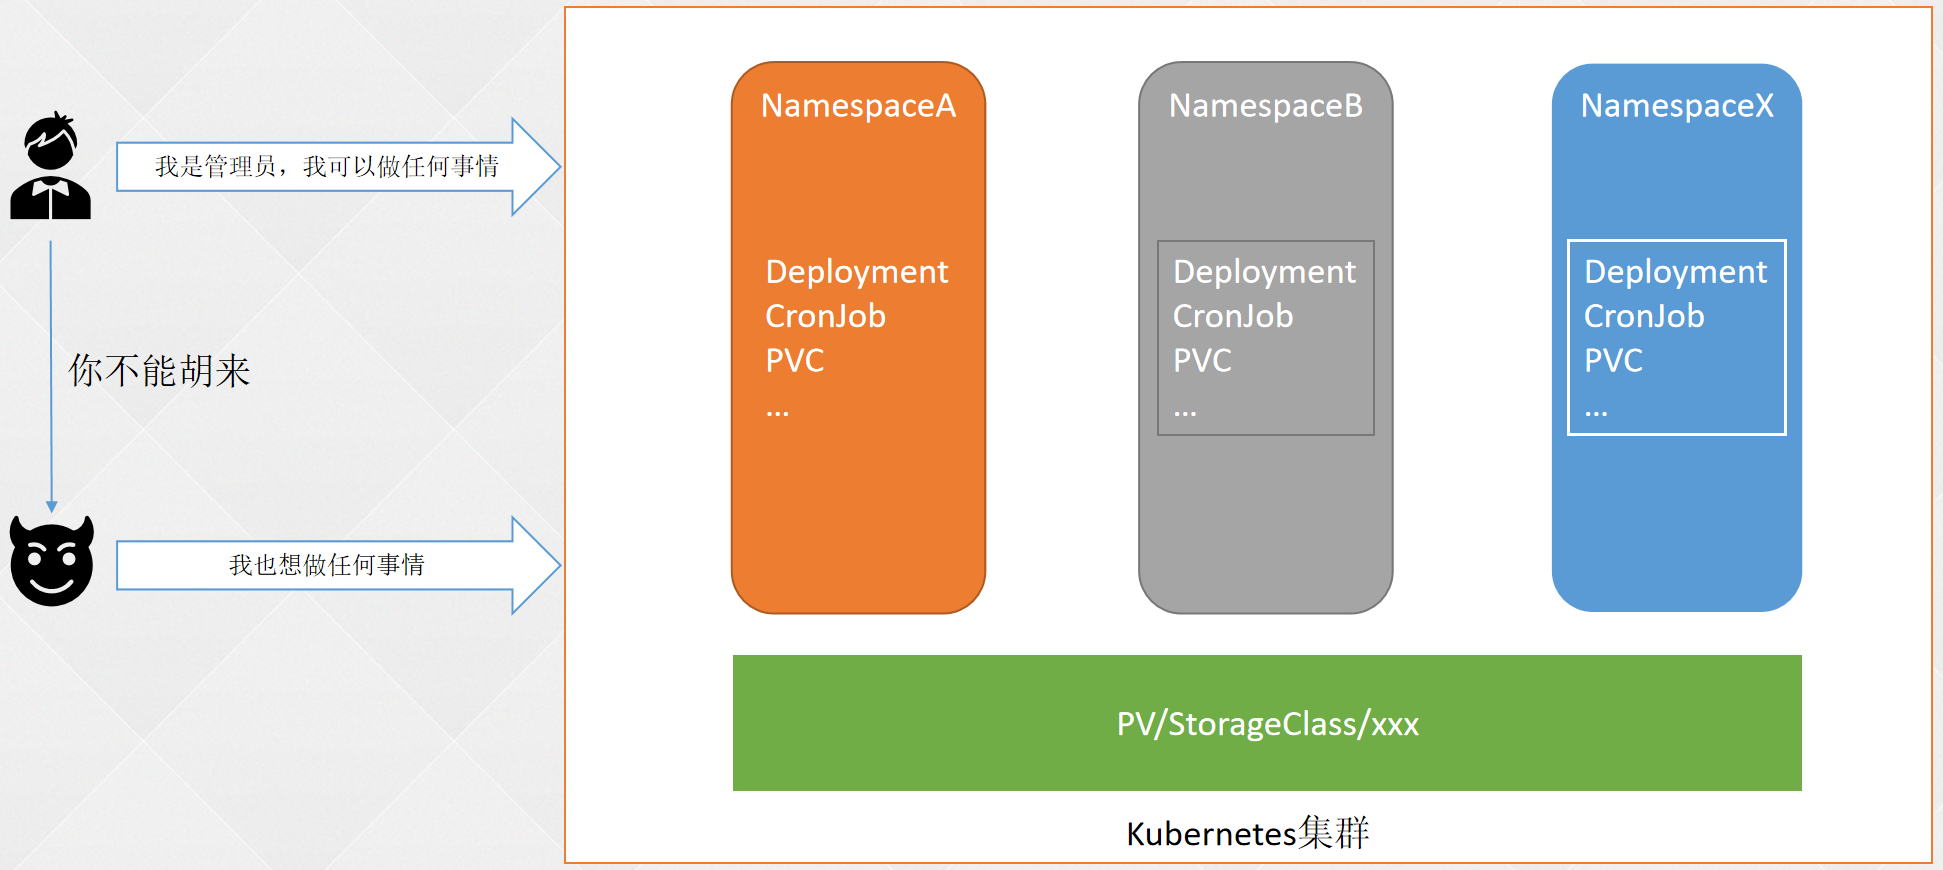 我是管理员，我可以做任何事情
你不能胡来
我也想做任何事情
NamespaceA
Deployment
CronJob
PVC
...
NamespaceB
Deployment
CronJob
PVC
...
NamespaceX
Deployment
CronJob
PVC
...
PV/StorageClass/xxx
Kubernetes集群